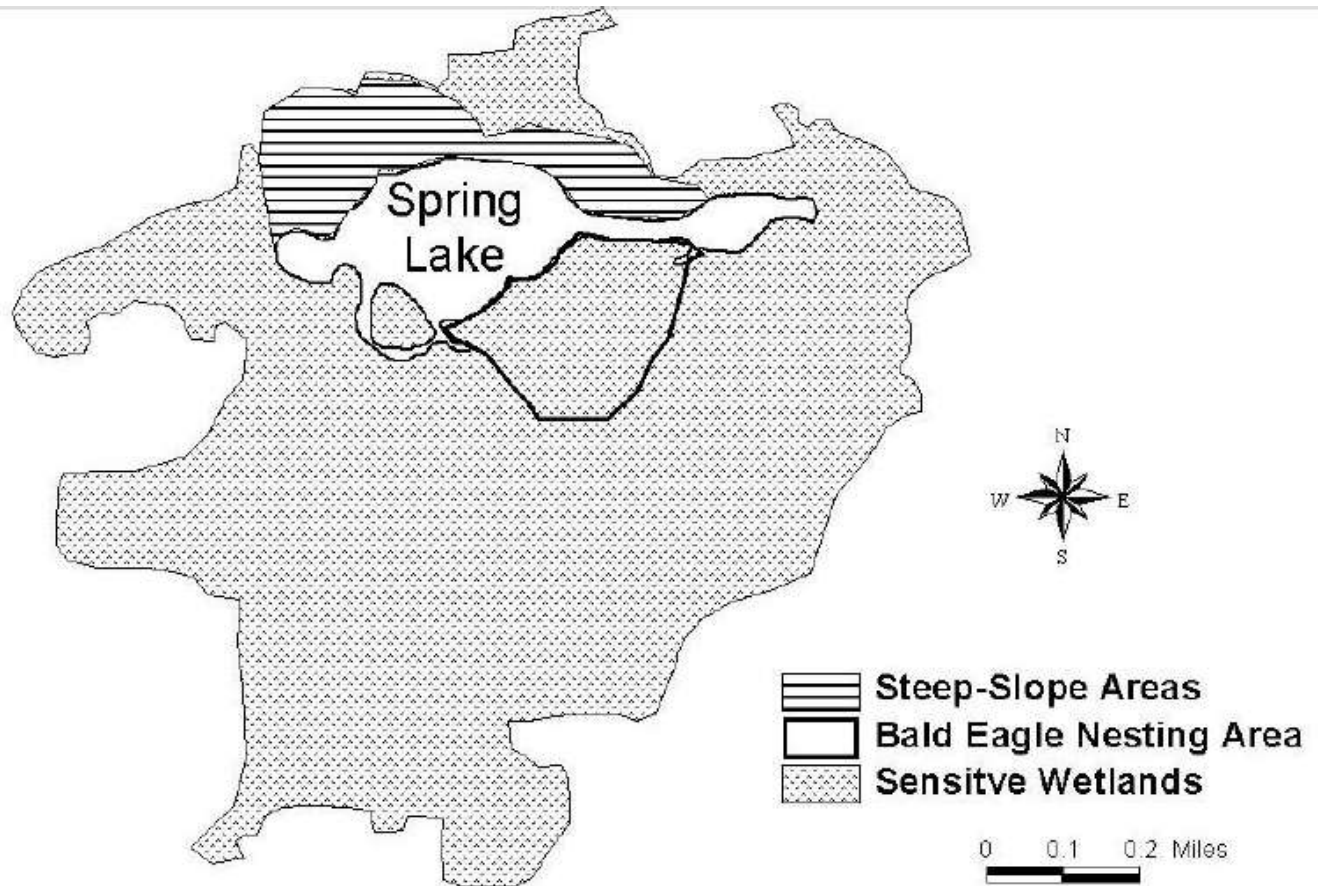 Spring
Lake
N
W E
S
Steep-Slope Areas
Bald Eagle Nesting Area
Sensitve Wetlands
0 0.1 0.2 Miles